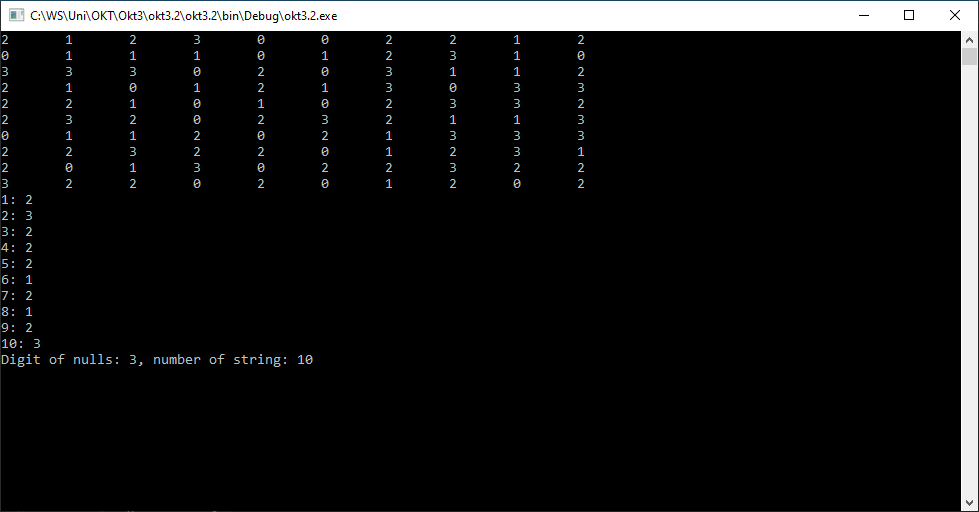 C:\WS\Uni\OKT\Okt3\okt3.2\okt3.2\bin\Debug\okt3.2.exe
2 1 2 3 0 0 2 2 1 2
0 1 1 1 0 1 2 3 1 0
3 3 3 0 2 0 3 1 1 2
2 1 0 1 2 1 3 0 3 3
2 2 1 0 1 0 2 3 3 2
2 3 2 0 2 3 2 1 1 3
0 1 1 2 0 2 1 3 3 3
2 2 3 2 2 0 1 2 3 1
2 0 1 3 0 2 2 3 2 2
3 2 2 0 2 0 1 2 0 2
1: 2
2: 3
3: 2
4: 2
5: 2
6: 1
7: 2
8: 1
9: 2
10: 3
Digit of nulls: 3, number of string: 10